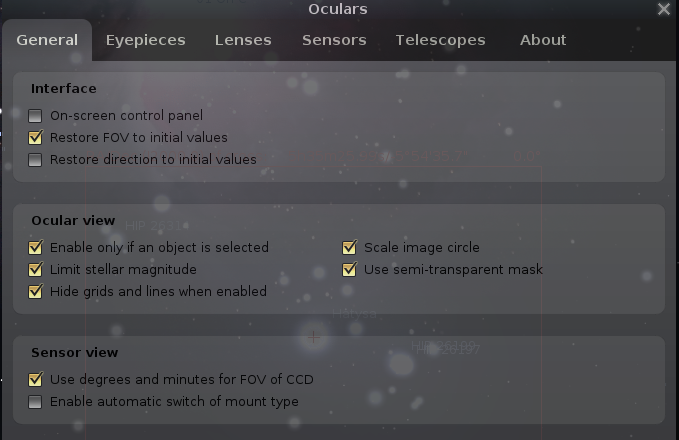 Oculars
General Eyepieces Lenses Sensors Telescopes About
Interface
On-screen control panel
Restore FOV to initial values
Restore direction to initial values
Ocular view
Enable only if an object is selected Scale image circle
Limit stellar magnitude Use semi-transparent mask
Hide grids and lines when enabled
Hatysa
Sensor view
Use degrees and minutes for FOV of CCD
Enable automatic switch of mount type